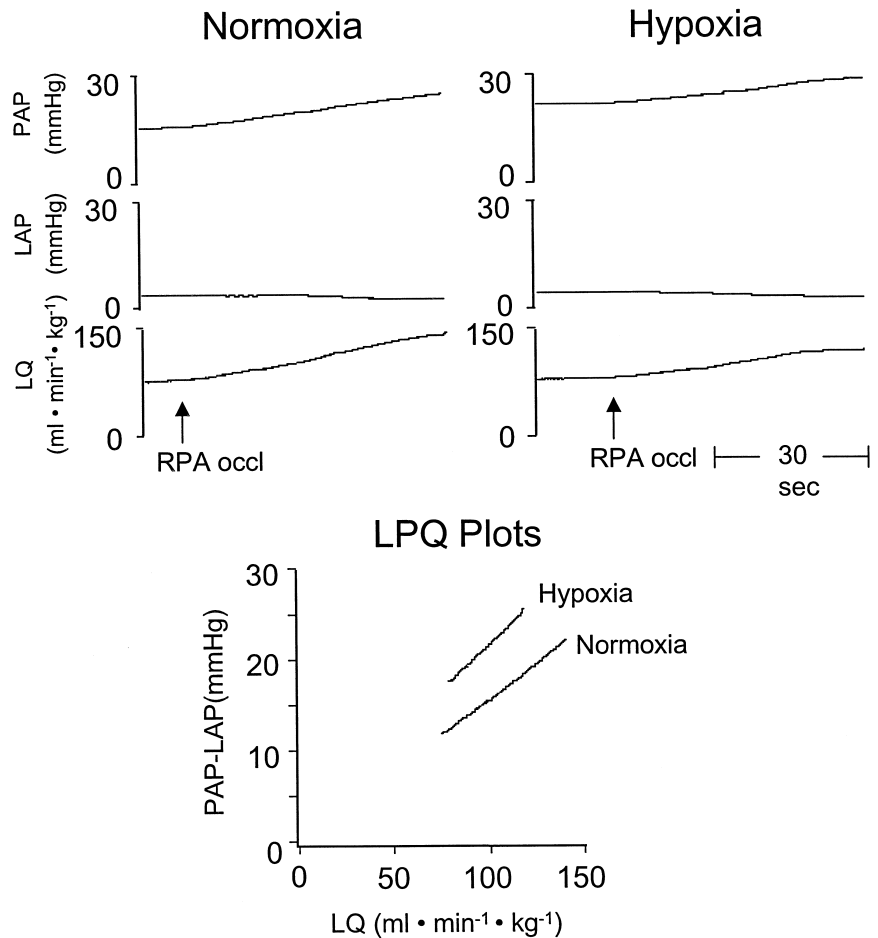 Normoxia
Hypoxia
PAP
(mmHg)
30
0
30
0
LAP
(mmHg)
30
0
30
0
LQ
(ml • min-1• kg-1)
150
0
150
0
RPA occl
RPA occl
30
sec
LPQ Plots
PAP-LAP(mmHg)
30
20
10
0
Hypoxia
Normoxia
0
50
100
150
LQ (ml • min-1 • kg-1)